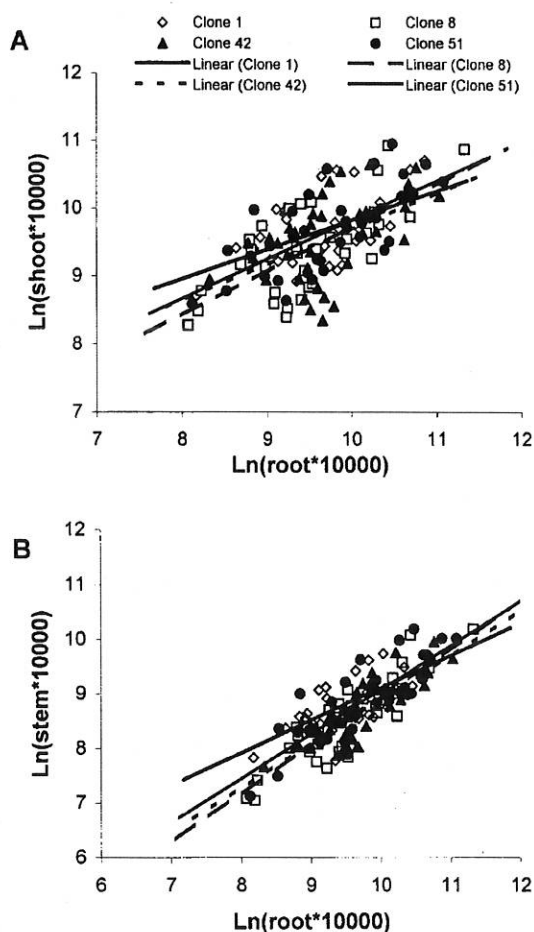 A
Clone 1
Clone 8
Clone 42
Clone 51
Linear (Clone 1)
Linear (Clone 8)
Linear (Clone 42)
Linear (Clone 51)
12
11
10
9
8
7
Ln(shoot*10000)
7 8 9 10 11 12
Ln(root*10000)
B
12
11
10
9
8
7
6
Ln(stem*10000)
6 7 8 9 10 11 12
Ln(root*10000)